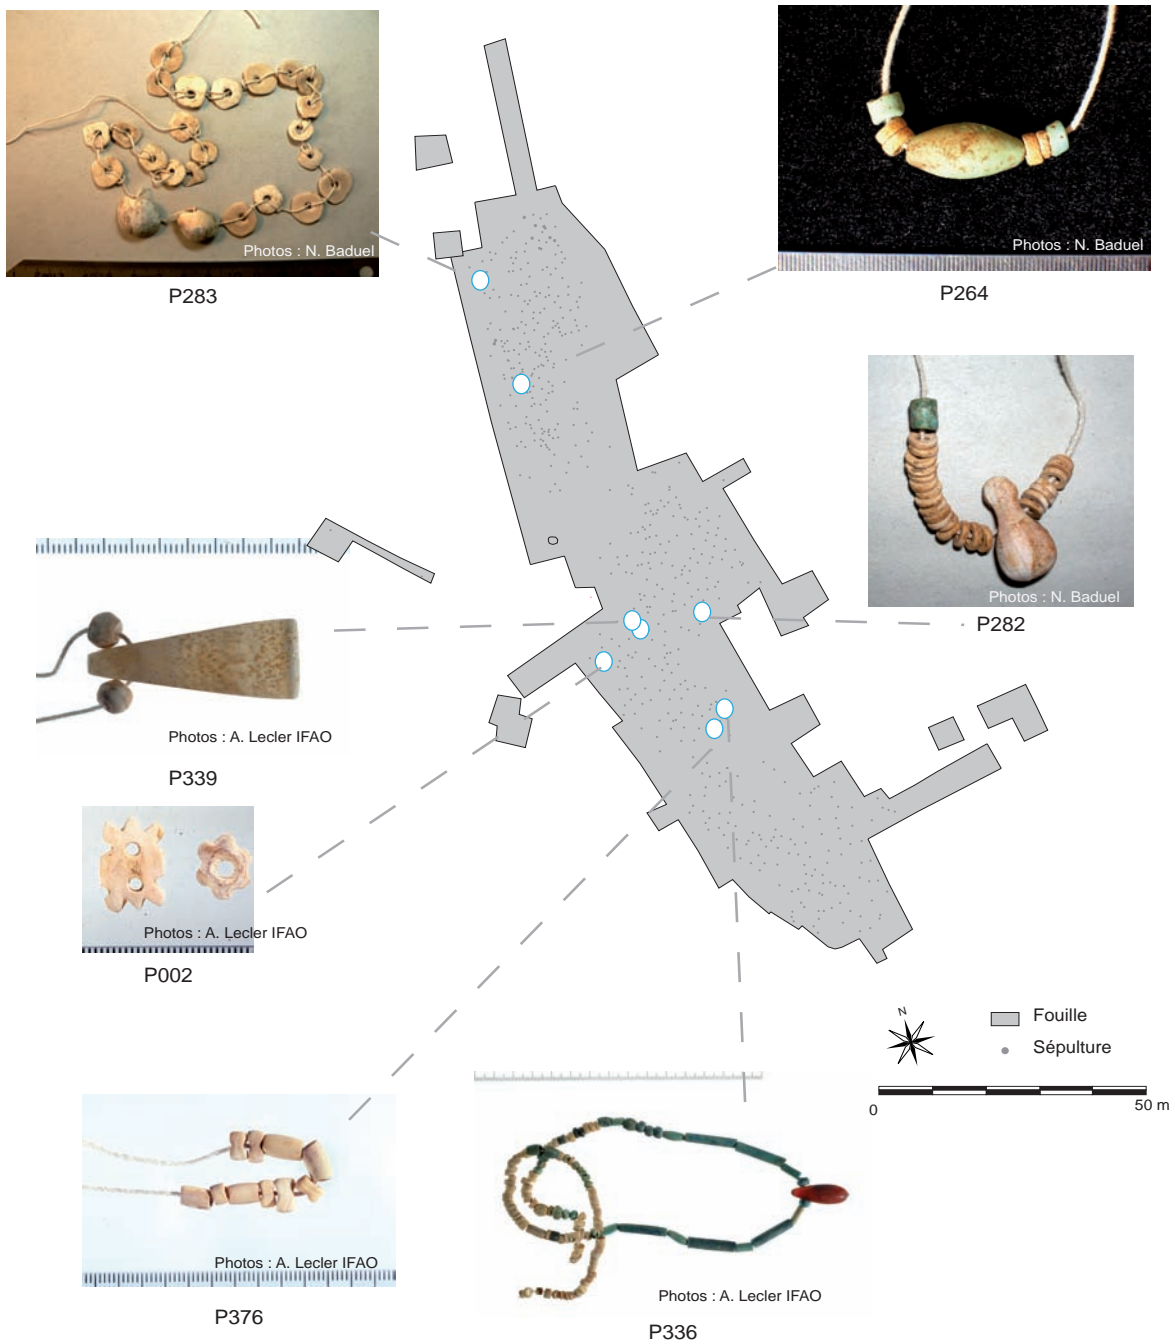 Photos : N. Baduel
P283
Photos : N. Baduel
P264
Photos : N. Baduel
P282
Photos : A. Lecler IFAO
P339
Photos : A. Lecler IFAO
P002
N
Fouille
Sépulture
0
50 m
Photos : A. Lecler IFAO
P376
Photos : A. Lecler IFAO
P336